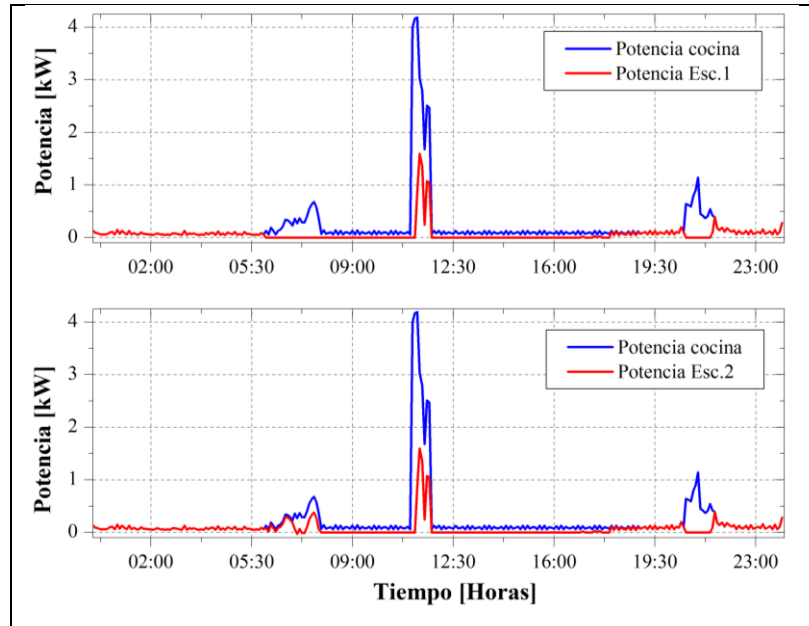 4
3
2
1
0
Potencia [kW]
Potencia cocina
Potencia Esc.1
02:00 05:30 09:00 12:30 16:00 19:30 23:00
4
3
2
1
0
Potencia [kW]
Potencia cocina
Potencia Esc.2
02:00 05:30 09:00 12:30 16:00 19:30 23:00
Tiempo [Horas]